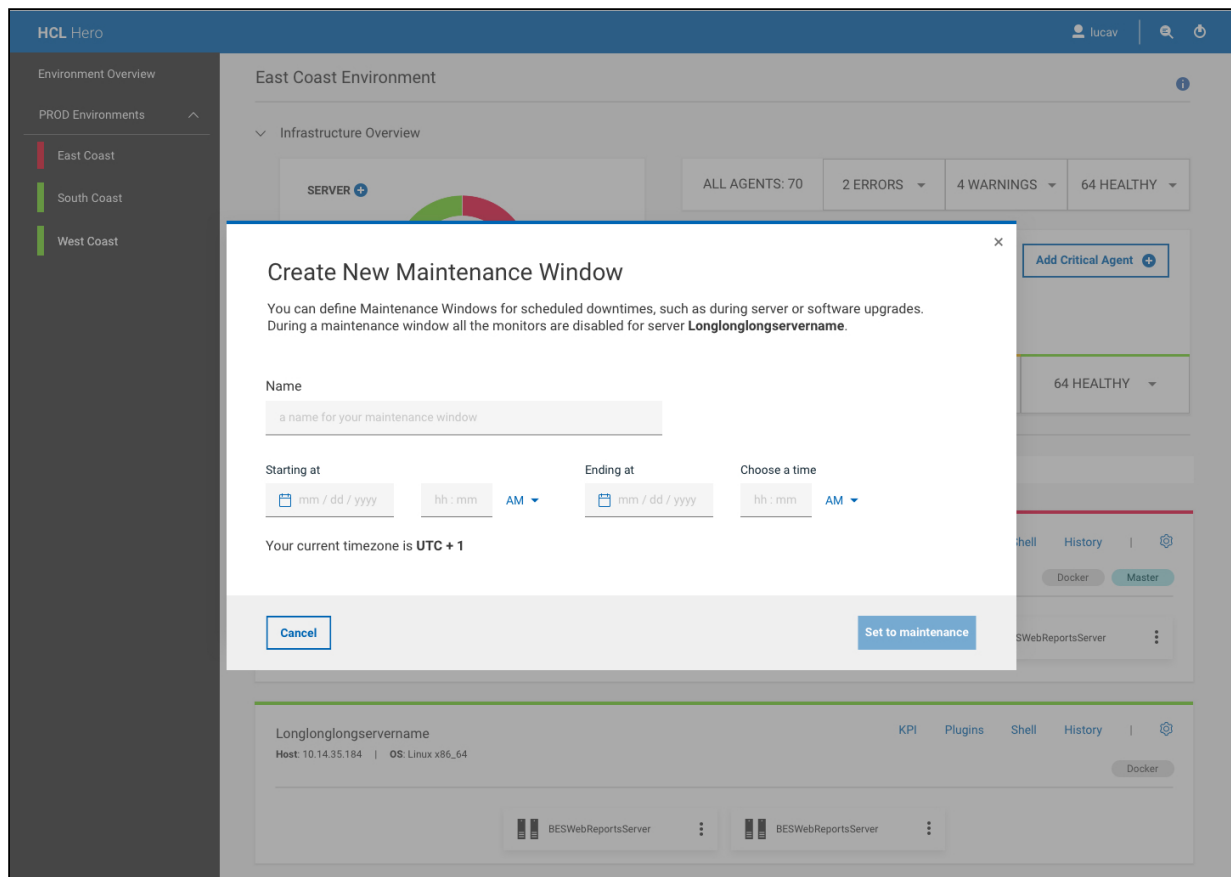 HCL Hero
lucav
Environment Overview
PROD Environments
East Coast
South Coast
West Coast
East Coast Environment
Infrastructure Overview
SERVER
ALL AGENTS: 70
2 ERRORS
4 WARNINGS
64 HEALTHY
Add Critical Agent
64 HEALTHY
Create New Maintenance Window
You can define Maintenance Windows for scheduled downtimes, such as during server or software upgrades.
During a maintenance window all the monitors are disabled for server Longlonglongservername.
Name
a name for your maintenance window
Starting at
Ending at
Choose a time
mm / dd / yyyy
hh : mm
AM
mm / dd / yyyy
hh : mm
AM
Your current timezone is UTC + 1
Cancel
Set to maintenance
Shell
History
|
Docker
Master
SWebReportsServer
Longlonglongservername
Host: 10.14.35.184 | OS: Linux x86_64
KPI
Plugins
Shell
History
|
Docker
BESWebReportsServer
BESWebReportsServer